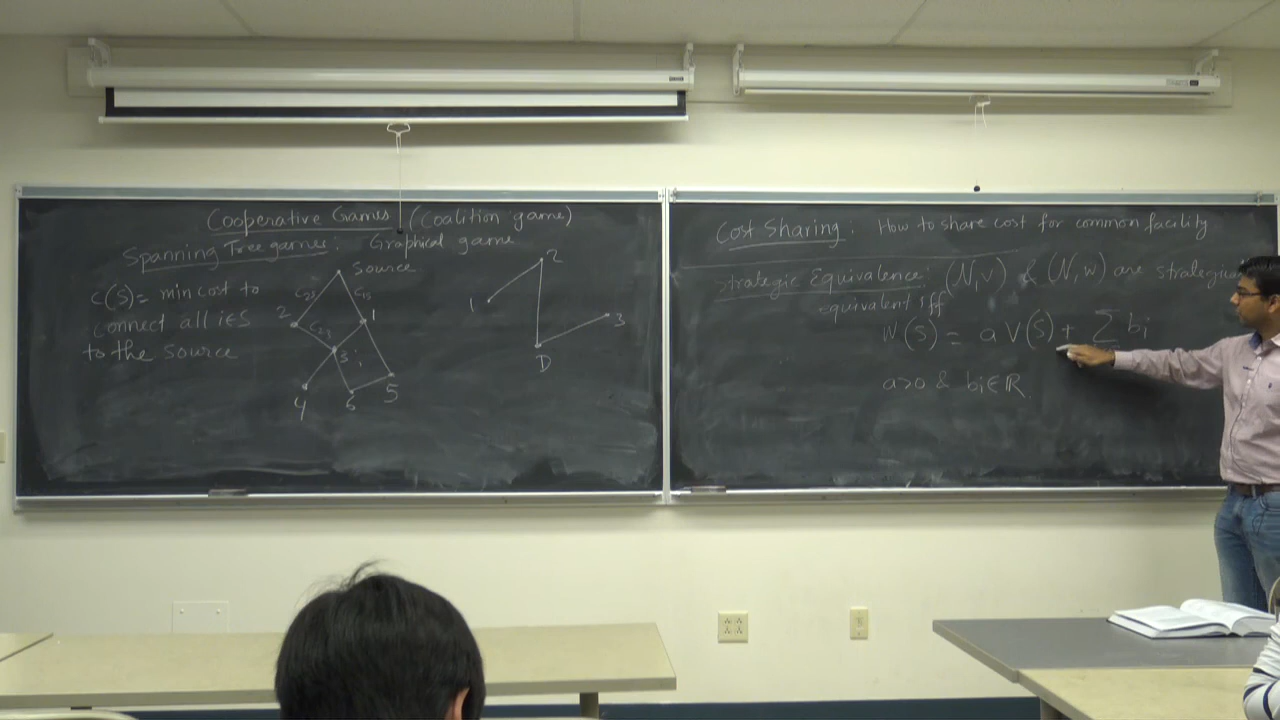 Cooperative Games (Coalition game)
Spanning Tree games: Graphical game
c(S) = min cost to
connect all i∈S
to the source
Source
2
1
3
4
6
5
1
2
3
D
Cost Sharing: How to share cost for common facility
Strategic Equivalence: (N,v) & (N,w) are strategic
equivalent iff
W(S) = a V(S) + Σ bi
a>0 & bi∈ℝ.